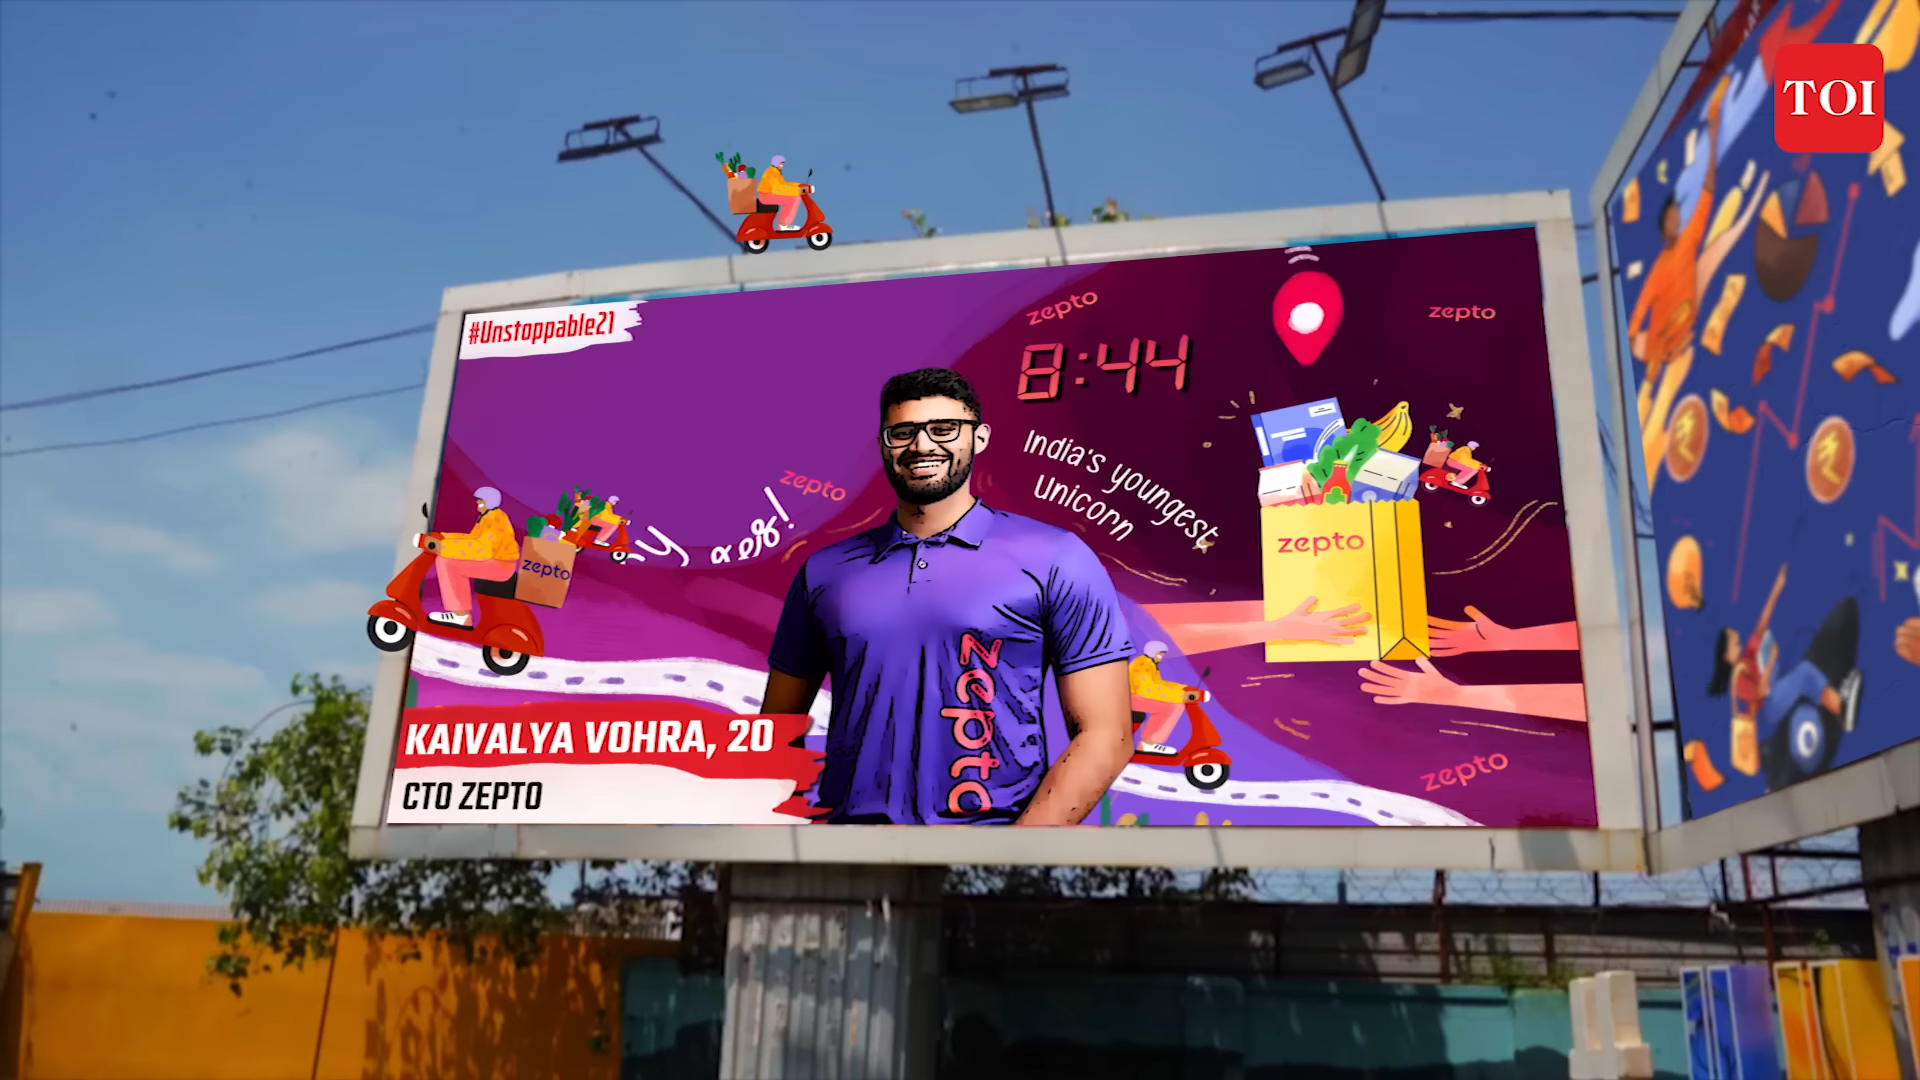 TOI
#Unstoppable21
zepto
zepto
8:44
India's youngest
Unicorn
zepto
zepto
zepto
zepto
zepto
KAIVALYA VOHRA, 20
CTO ZEPTO